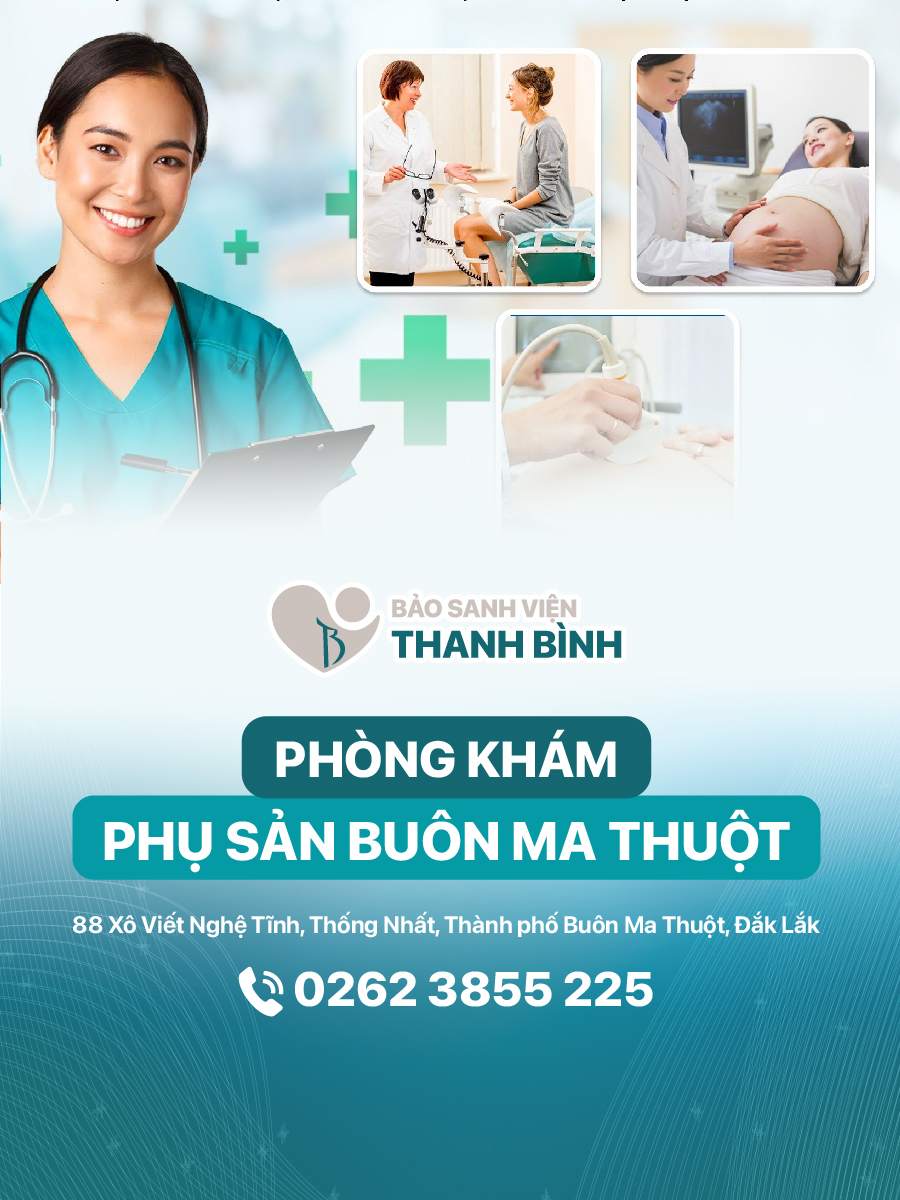 BẢO SANH VIỆN
THANH BÌNH
PHÒNG KHÁM
PHỤ SẢN BUÔN MA THUỘT
88 Xô Viết Nghệ Tĩnh, Thống Nhất, Thành phố Buôn Ma Thuột, Đắk Lắk
0262 3855 225